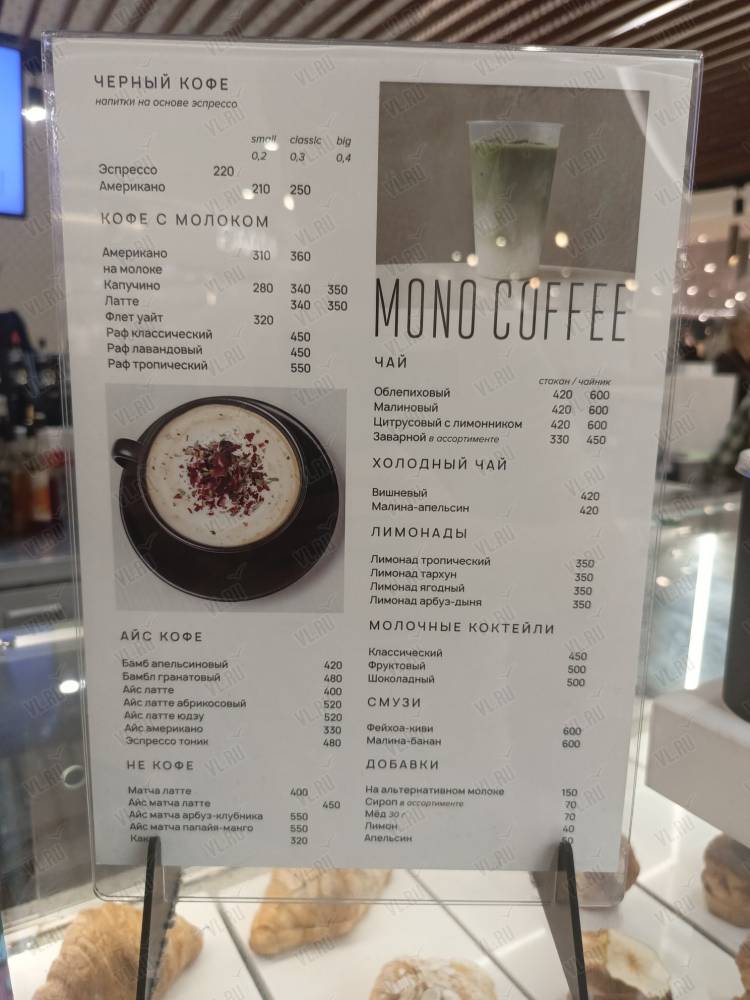 ЧЕРНЫЙ КОФЕ
напитки на основе эспрессо
small classic big
0,2 0,3 0,4
Эспрессо 220
Американо 210 250
КОФЕ С МОЛОКОМ
Американо 310 360
на молоке
Капучино 280 340 350
Латте 340 350
Флет уайт 320
Раф классический 450
Раф лавандовый 450
Раф тропический 550
АЙС КОФЕ
Бамб апельсиновый 420
Бамбл гранатовый 480
Айс латте 400
Айс латте абрикосовый 520
Айс латте юдзу 520
Айс американо 330
Эспрессо тоник 480
НЕ КОФЕ
Матча латте 400
Айс матча латте 450
Айс матча арбуз-клубника 550
Айс матча папайя-манго 550
320
MONO COFFEE
ЧАЙ
стакан / чайник
Облепиховый 420 600
Малиновый 420 600
Цитрусовый с лимонником 420 600
Заварной в ассортименте 330 450
ХОЛОДНЫЙ ЧАЙ
Вишневый 420
Малина-апельсин 420
ЛИМОНАДЫ
Лимонад тропический 350
Лимонад тархун 350
Лимонад ягодный 350
Лимонад арбуз-дыня 350
МОЛОЧНЫЕ КОКТЕЙЛИ
Классический 450
Фруктовый 500
Шоколадный 500
СМУЗИ
Фейхоа-киви 600
Малина-банан 600
ДОБАВКИ
На альтернативном молоке 150
Сироп в ассортименте 70
Мёд 30 г 70
Лимон 40
Апельсин
VL.RU